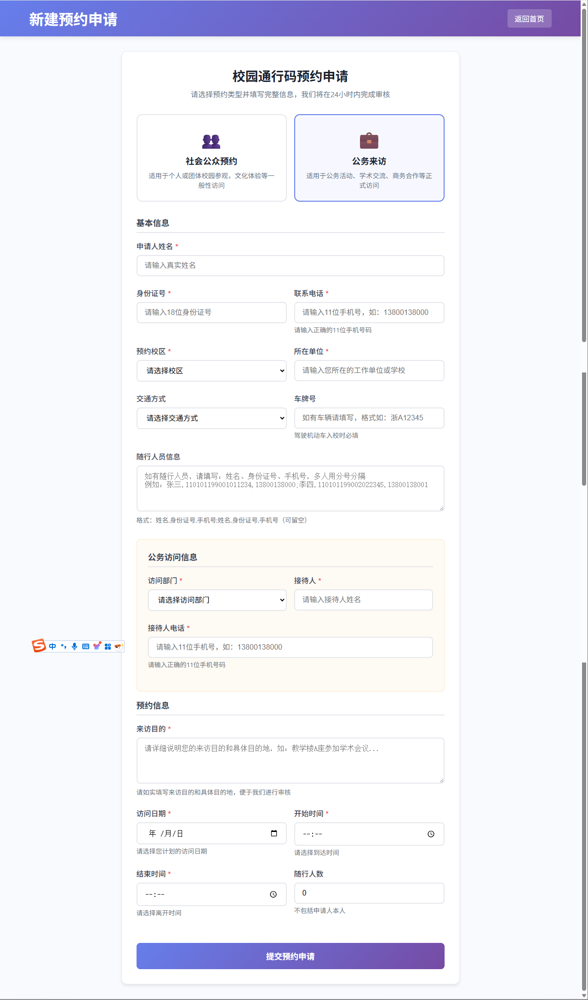 新建预约申请
返回首页
校园通行码预约申请
请选择预约类型并填写完整信息，我们将在24小时内完成审核
社会公众预约
适用于个人或团体校园参观，文化体验等一
般性访问
公务来访
适用于公务活动、学术交流、商务合作等正
式访问
基本信息
申请人姓名 *
请输入真实姓名
身份证号 *
请输入18位身份证号
联系电话 *
请输入11位手机号，如：13800138000
请输入正确的11位手机号码
预约校区 *
请选择校区
所在单位 *
请输入您所在的工作单位或学校
交通方式
请选择交通方式
车牌号
如有车辆请填写，格式如：浙A12345
驾驶机动车入校时必填
随行人员信息
如有随行人员，请填写：姓名、身份证号、手机号，多人用分号分隔
例如：张三,110101199001011234,13800138000;李四,110101199002022345,13800138001
格式：姓名,身份证号,手机号;姓名,身份证号,手机号（可留空）
公务访问信息
访问部门 *
请选择访问部门
接待人 *
请输入接待人姓名
接待人电话 *
请输入11位手机号，如：13800138000
请输入正确的11位手机号码
中
预约信息
来访目的 *
请详细说明您的来访目的和具体目的地，如：教学楼A座参加学术会议...
请如实填写来访目的和具体目的地，便于我们进行审核
访问日期 *
年 /月/日
请选择您计划的访问日期
开始时间 *
--:--
请选择到达时间
结束时间 *
--:--
请选择离开时间
随行人数
0
不包括申请人本人
提交预约申请